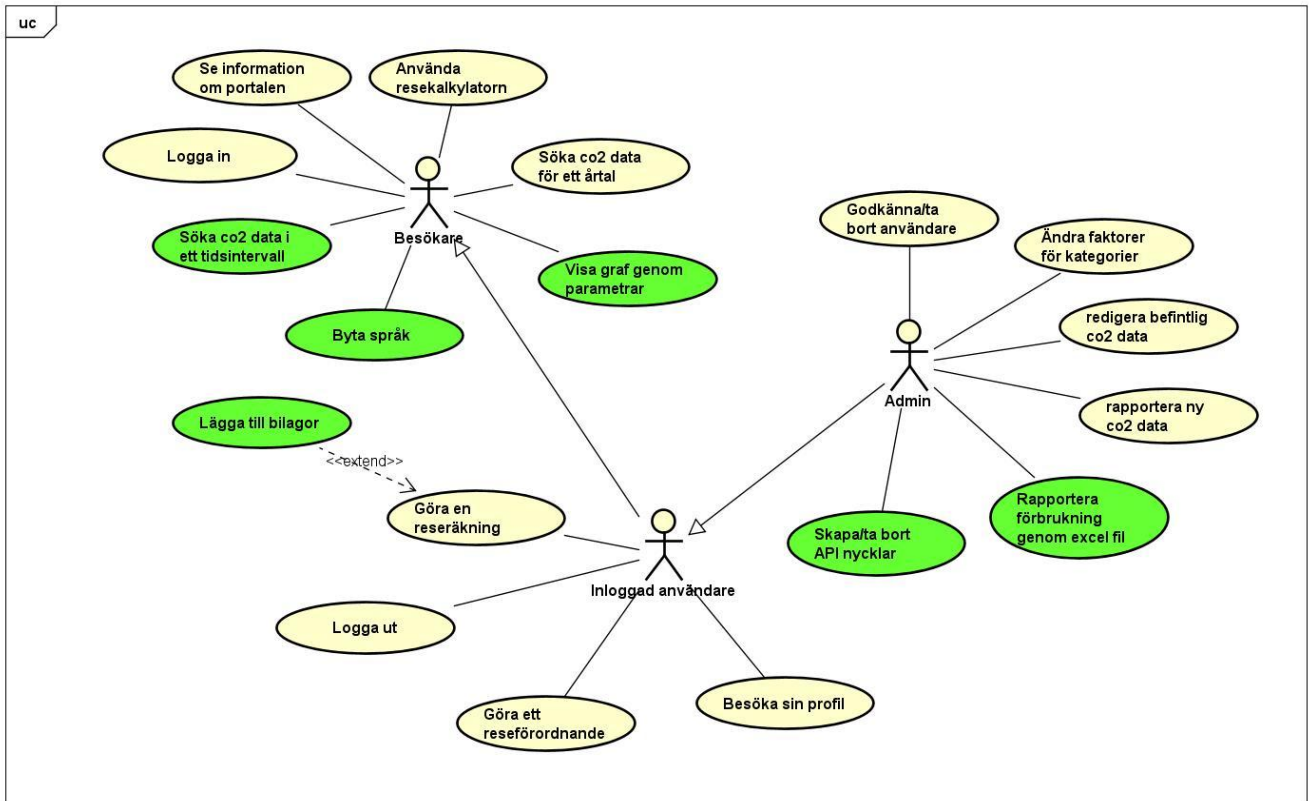 uc
Se information
om portalen
Använda
resekalkylatorn
Logga in
Söka co2 data
för ett årtal
Besökare
Söka co2 data i
ett tidsintervall
Visa graf genom
parametrar
Byta språk
Godkänna/ta
bort användare
Ändra faktorer
för kategorier
redigera befintlig
co2 data
Admin
rapportera ny
co2 data
Lägga till bilagor
<<extend>>
Göra en
reseräkning
Skapa/ta bort
API nycklar
Rapportera
förbrukning
genom excel fil
Inloggad användare
Logga ut
Göra ett
reseförordnande
Besöka sin profil